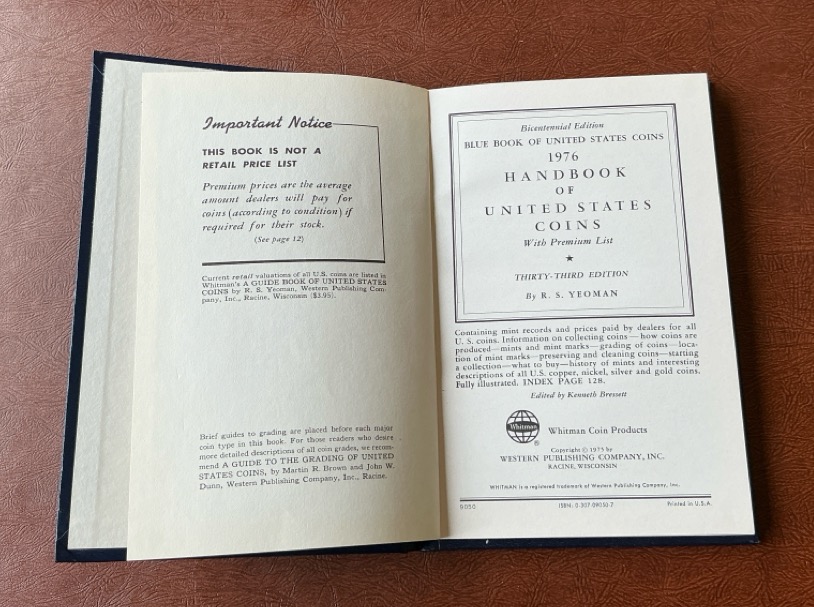 Important Notice
THIS BOOK IS NOT A
RETAIL PRICE LIST
Premium prices are the average
amount dealers will pay for
coins (according to condition) if
required for their stock.
(See page 12)
Current retail valuations of all U.S. coins are listed in
Whitman's A GUIDE BOOK OF UNITED STATES
COINS by R. S. Yeoman, Western Publishing Com-
pany, Inc., Racine, Wisconsin ($3.95).
Brief guides to grading are placed before each major
coin type in this book. For those readers who desire
more detailed descriptions of all coin grades, we recom-
mend A GUIDE TO THE GRADING OF UNITED
STATES COINS, by Martin R. Brown and John W.
Dunn, Western Publishing Company, Inc., Racine.
Bicentennial Edition
BLUE BOOK OF UNITED STATES COINS
1976
HANDBOOK
OF
UNITED STATES
COINS
With Premium List
★
THIRTY-THIRD EDITION
By R. S. YEOMAN
Containing mint records and prices paid by dealers for all
U. S. coins. Information on collecting coins—how coins are
produced—mints and mint marks—grading of coins—loca-
tion of mint marks—preserving and cleaning coins—starting
a collection—what to buy—history of mints and interesting
descriptions of all U.S. copper, nickel, silver and gold coins.
Fully illustrated. INDEX PAGE 128.
Edited by Kenneth Bressett
Whitman ® Whitman Coin Products
Copyright © 1975 by
WESTERN PUBLISHING COMPANY, INC.
RACINE, WISCONSIN
WHITMAN is a registered trademark of Western Publishing Company, Inc.
9050 ISBN: 0-307-09050-7 Printed in U.S.A.